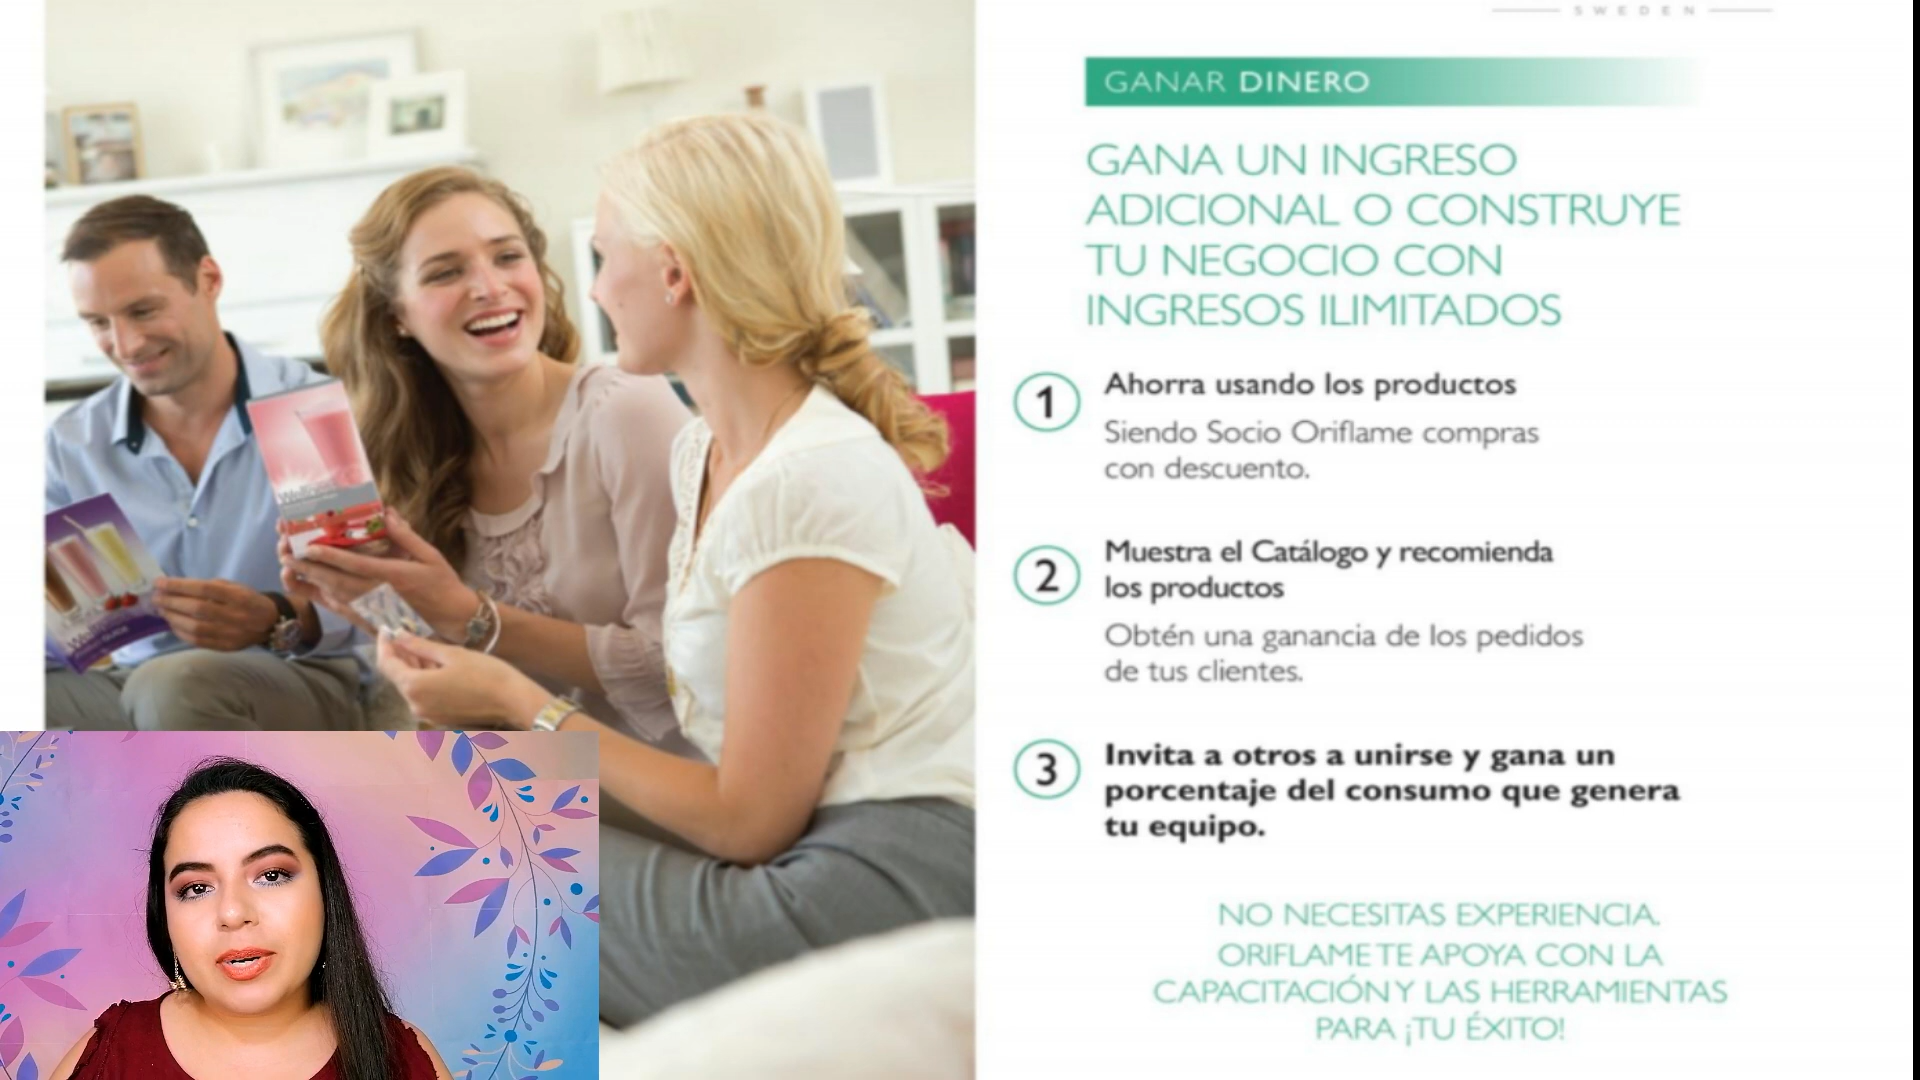 SWEDEN
GANAR DINERO
GANA UN INGRESO
ADICIONAL O CONSTRUYE
TU NEGOCIO CON
INGRESOS ILIMITADOS
1
Ahorra usando los productos
Siendo Socio Oriflame compras
con descuento.
2
Muestra el Catálogo y recomienda
los productos
Obtén una ganancia de los pedidos
de tus clientes.
3
Invita a otros a unirse y gana un
porcentaje del consumo que genera
tu equipo.
NO NECESITAS EXPERIENCIA.
ORIFLAME TE APOYA CON LA
CAPACITACIÓN Y LAS HERRAMIENTAS
PARA ¡TU ÉXITO!